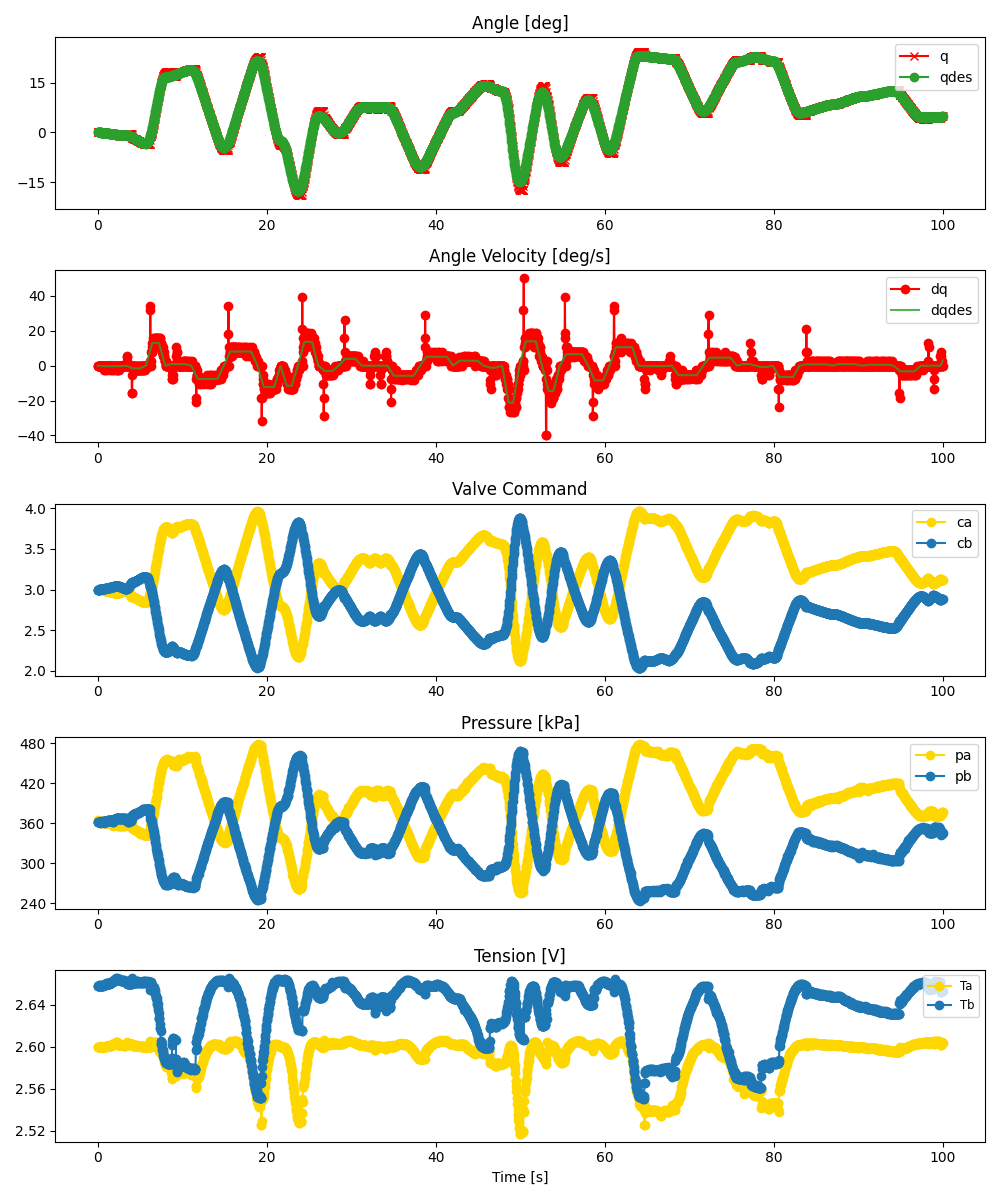 Angle [deg]
15
0
−15
q
qdes
0 20 40 60 80 100
Angle Velocity [deg/s]
40
20
0
−20
−40
dq
dqdes
0 20 40 60 80 100
Valve Command
4.0
3.5
3.0
2.5
2.0
ca
cb
0 20 40 60 80 100
Pressure [kPa]
480
420
360
300
240
pa
pb
0 20 40 60 80 100
Tension [V]
2.64
2.60
2.56
2.52
Ta
Tb
0 20 40 60 80 100
Time [s]